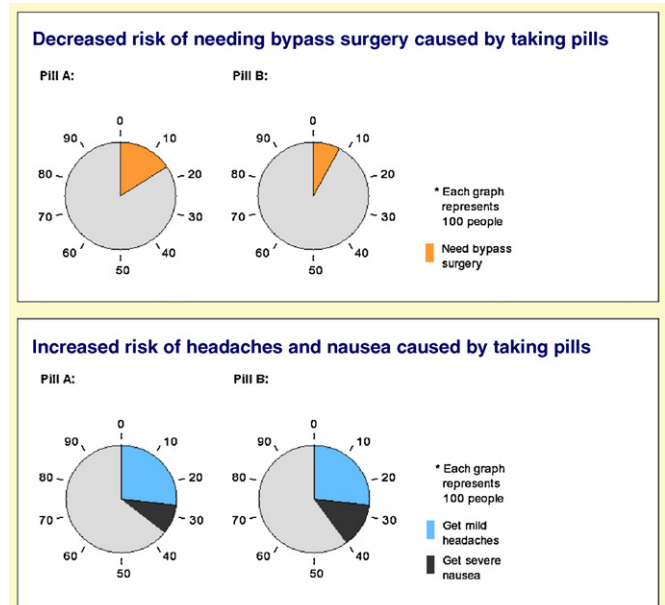 Decreased risk of needing bypass surgery caused by taking pills
Pill A:
Pill B:
0
10
20
30
40
50
60
70
80
90
0
10
20
30
40
50
60
70
80
90
* Each graph
represents
100 people
Need bypass
surgery
Increased risk of headaches and nausea caused by taking pills
Pill A:
Pill B:
0
10
20
30
40
50
60
70
80
90
0
10
20
30
40
50
60
70
80
90
* Each graph
represents
100 people
Get mild
headaches
Get severe
nausea